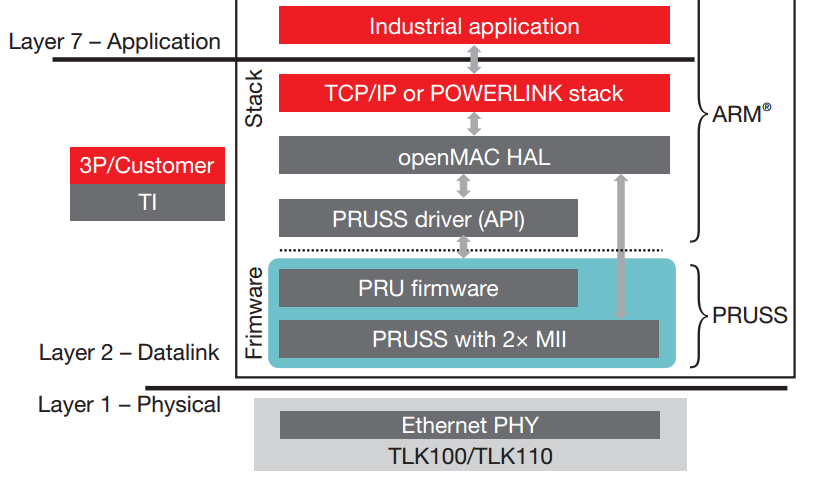 Industrial application
Layer 7 – Application
Stack
TCP/IP or POWERLINK stack
ARM®
openMAC HAL
3P/Customer
TI
PRUSS driver (API)
Frimware
PRU firmware
PRUSS
PRUSS with 2× MII
Layer 2 – Datalink
Layer 1 – Physical
Ethernet PHY
TLK100/TLK110